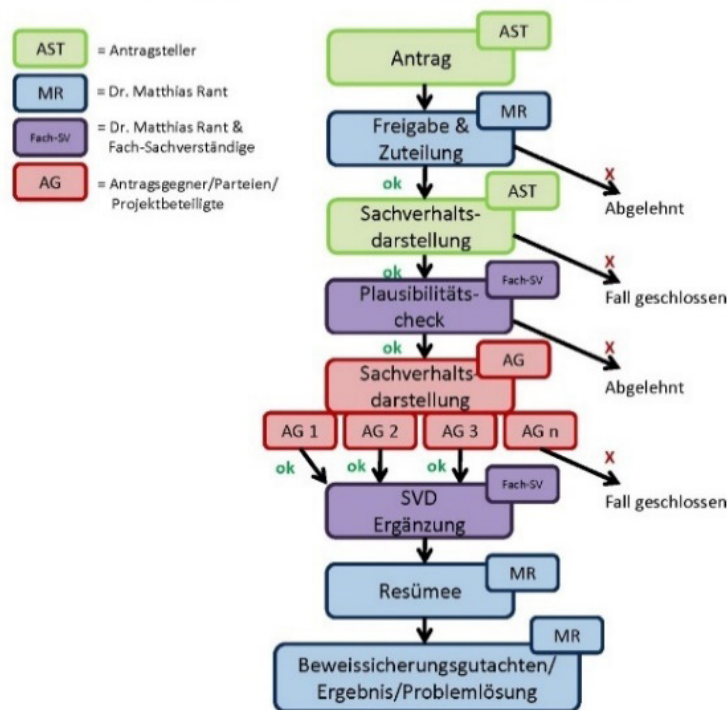 AST
= Antragsteller
MR
= Dr. Matthias Rant
Fach-SV
= Dr. Matthias Rant &
Fach-Sachverständige
AG
= Antragsgegner/Parteien/
Projektbeteiligte
AST
Antrag
MR
Freigabe &
Zuteilung
ok
X
Abgelehnt
AST
Sachverhalts-
darstellung
ok
X
Fall geschlossen
Fach-SV
Plausibilitäts-
check
ok
X
Abgelehnt
AG
Sachverhalts-
darstellung
AG 1
AG 2
AG 3
AG n
ok
ok
ok
X
Fall geschlossen
Fach-SV
SVD
Ergänzung
MR
Resümee
MR
Beweissicherungsgutachten/
Ergebnis/Problemlösung